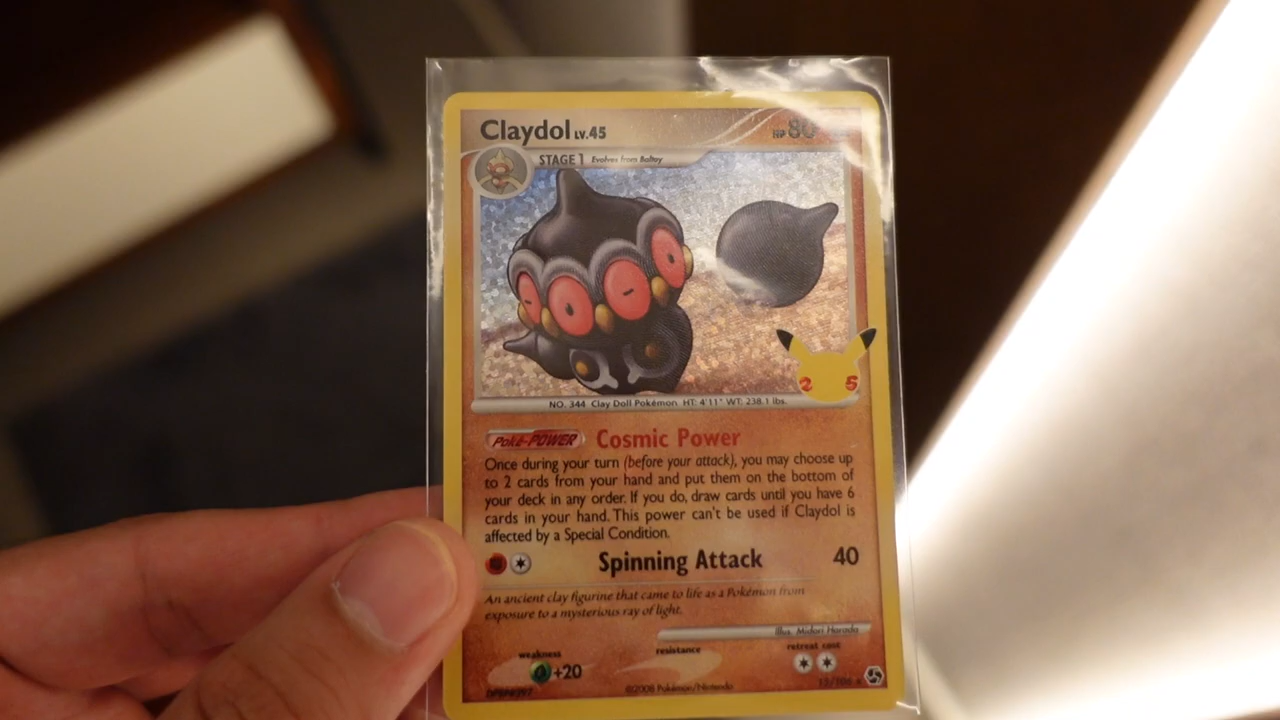 Claydol LV.45 HP 80
STAGE 1 Evolves from Baltoy
2 5
NO. 344 Clay Doll Pokémon HT: 4'11" WT: 238.1 lbs.
Poké-POWER Cosmic Power
Once during your turn (before your attack), you may choose up
to 2 cards from your hand and put them on the bottom of
your deck in any order. If you do, draw cards until you have 6
cards in your hand. This power can't be used if Claydol is
affected by a Special Condition.
Spinning Attack 40
An ancient clay figurine that came to life as a Pokémon from
exposure to a mysterious ray of light.
Illus. Midori Harada
weakness resistance retreat cost
+20
©2008 Pokémon/Nintendo